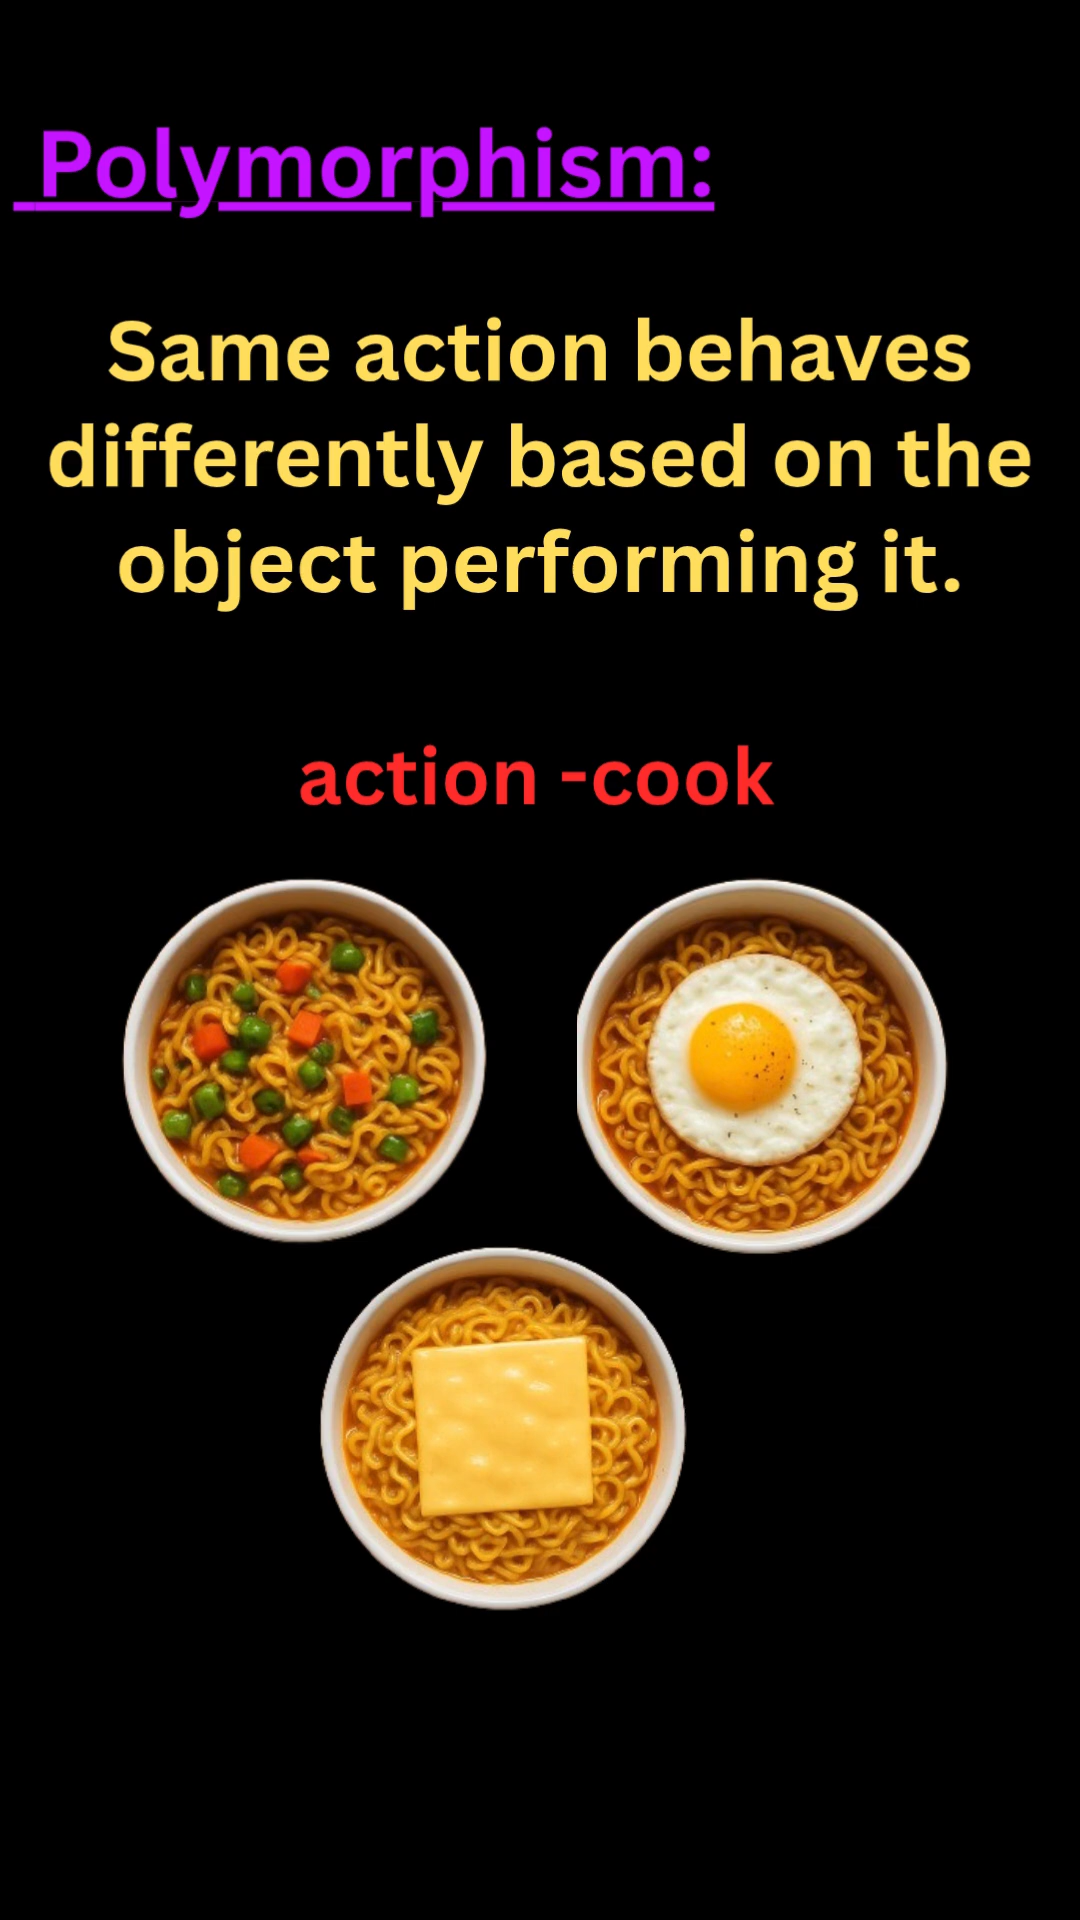 Polymorphism:
Same action behaves
differently based on the
object performing it.
action -cook